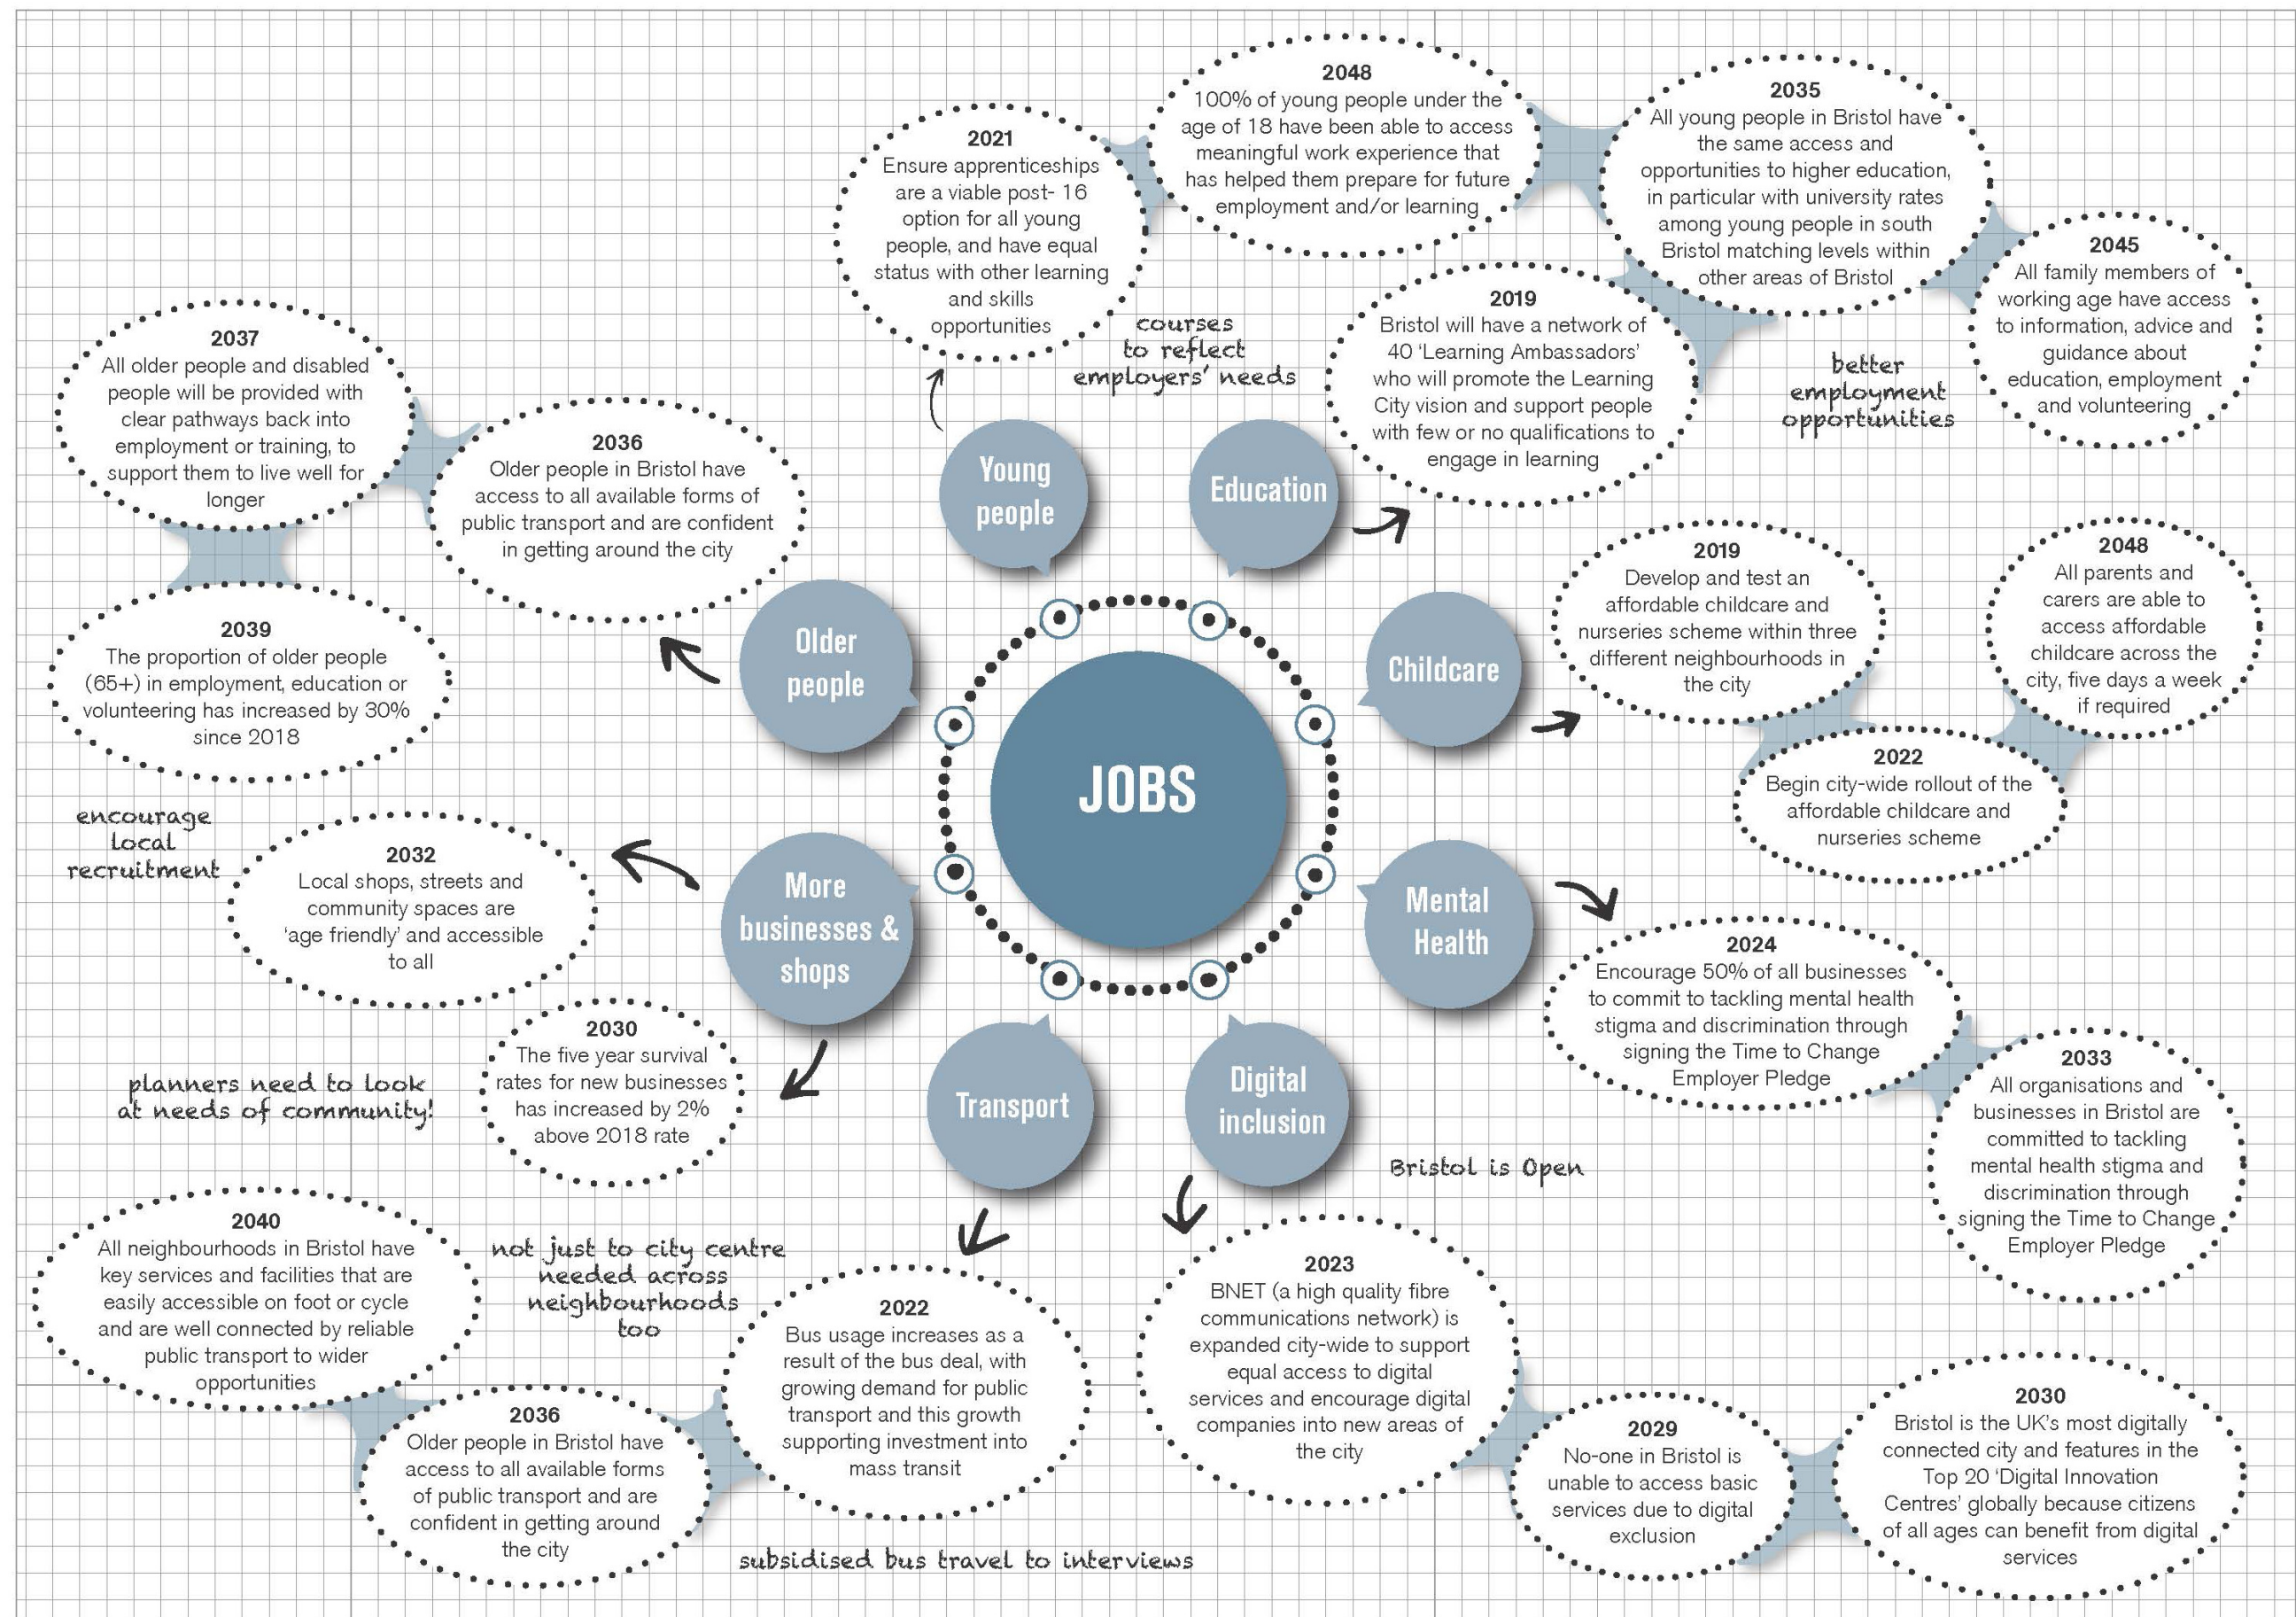 2048
100% of young people under the
age of 18 have been able to access
meaningful work experience that
has helped them prepare for future
employment and/or learning
2035
All young people in Bristol have
the same access and
opportunities to higher education,
in particular with university rates
among young people in south
Bristol matching levels within
other areas of Bristol
2021
Ensure apprenticeships
are a viable post- 16
option for all young
people, and have equal
status with other learning
and skills
opportunities
2045
All family members of
working age have access
to information, advice and
guidance about
education, employment
and volunteering
2019
Bristol will have a network of
40 ‘Learning Ambassadors’
who will promote the Learning
City vision and support people
with few or no qualifications to
engage in learning
courses
to reflect
employers’ needs
better
employment
opportunities
2037
All older people and disabled
people will be provided with
clear pathways back into
employment or training, to
support them to live well for
longer
2036
Older people in Bristol have
access to all available forms of
public transport and are confident
in getting around the city
Young
people
Education
2019
Develop and test an
affordable childcare and
nurseries scheme within three
different neighbourhoods in
the city
2048
All parents and
carers are able to
access affordable
childcare across the
city, five days a week
if required
2039
The proportion of older people
(65+) in employment, education or
volunteering has increased by 30%
since 2018
Older
people
Childcare
2022
Begin city-wide rollout of the
affordable childcare and
nurseries scheme
JOBS
encourage
local
recruitment
2032
Local shops, streets and
community spaces are
‘age friendly’ and accessible
to all
More
businesses &
shops
Mental
Health
2024
Encourage 50% of all businesses
to commit to tackling mental health
stigma and discrimination through
signing the Time to Change
Employer Pledge
2030
The five year survival
rates for new businesses
has increased by 2%
above 2018 rate
planners need to look
at needs of community!
Transport
Digital
inclusion
2033
All organisations and
businesses in Bristol are
committed to tackling
mental health stigma and
discrimination through
signing the Time to Change
Employer Pledge
Bristol is Open
2040
All neighbourhoods in Bristol have
key services and facilities that are
easily accessible on foot or cycle
and are well connected by reliable
public transport to wider
opportunities
not just to city centre
needed across
neighbourhoods
too
2022
Bus usage increases as a
result of the bus deal, with
growing demand for public
transport and this growth
supporting investment into
mass transit
2023
BNET (a high quality fibre
communications network) is
expanded city-wide to support
equal access to digital
services and encourage digital
companies into new areas of
the city
2036
Older people in Bristol have
access to all available forms
of public transport and are
confident in getting around
the city
2029
No-one in Bristol is
unable to access basic
services due to digital
exclusion
2030
Bristol is the UK’s most digitally
connected city and features in the
Top 20 ‘Digital Innovation
Centres’ globally because citizens
of all ages can benefit from digital
services
subsidised bus travel to interviews